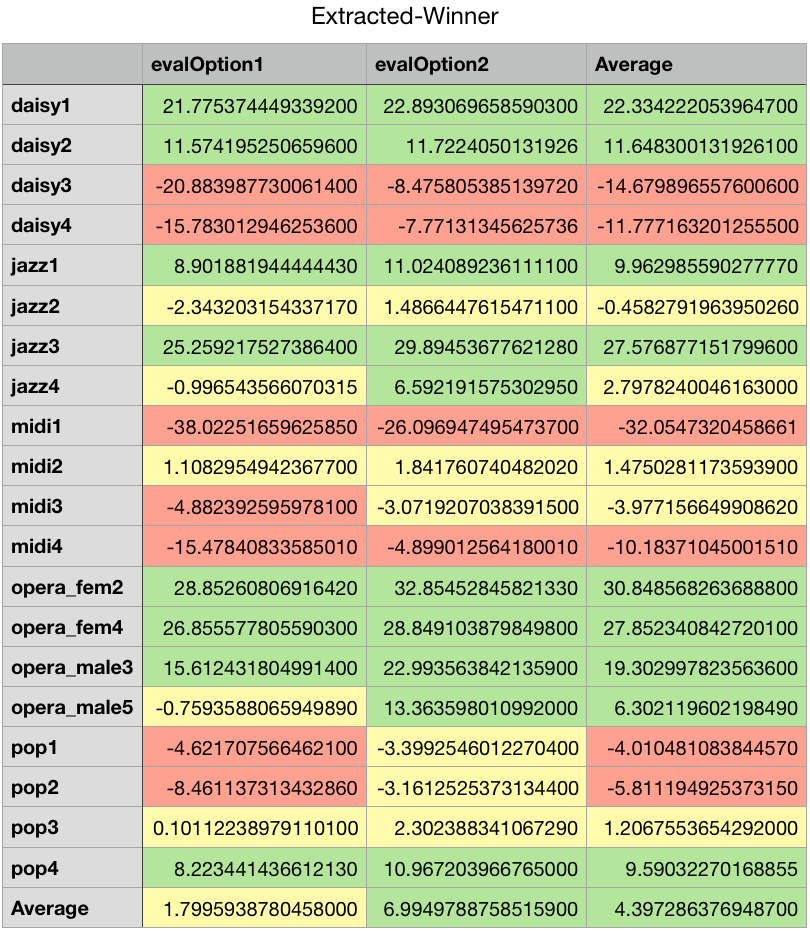 Extracted-Winner
evalOption1 evalOption2 Average
daisy1 21.775374449339200 22.893069658590300 22.334222053964700
daisy2 11.574195250659600 11.7224050131926 11.648300131926100
daisy3 -20.883987730061400 -8.475805385139720 -14.679896557600600
daisy4 -15.783012946253600 -7.77131345625736 -11.777163201255500
jazz1 8.901881944444430 11.024089236111100 9.962985590277770
jazz2 -2.343203154337170 1.4866447615471100 -0.4582791963950260
jazz3 25.259217527386400 29.89453677621280 27.576877151799600
jazz4 -0.996543566070315 6.592191575302950 2.7978240046163000
midi1 -38.02251659625850 -26.096947495473700 -32.0547320458661
midi2 1.1082954942367700 1.841760740482020 1.4750281173593900
midi3 -4.882392595978100 -3.0719207038391500 -3.977156649908620
midi4 -15.47840833585010 -4.899012564180010 -10.18371045001510
opera_fem2 28.85260806916420 32.85452845821330 30.848568263688800
opera_fem4 26.855577805590300 28.849103879849800 27.852340842720100
opera_male3 15.612431804991400 22.993563842135900 19.302997823563600
opera_male5 -0.7593588065949890 13.363598010992000 6.302119602198490
pop1 -4.621707566462100 -3.3992546012270400 -4.010481083844570
pop2 -8.461137313432860 -3.1612525373134400 -5.811194925373150
pop3 0.10112238979110100 2.302388341067290 1.2067553654292000
pop4 8.223441436612130 10.967203966765000 9.59032270168855
Average 1.7995938780458000 6.9949788758515900 4.397286376948700